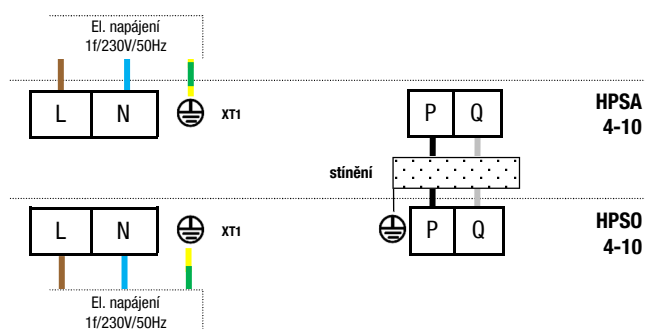 El. napájení
1f/230V/50Hz
L N XT1 P Q HPSA
4-10
stínění
L N XT1 P Q HPSO
4-10
El. napájení
1f/230V/50Hz